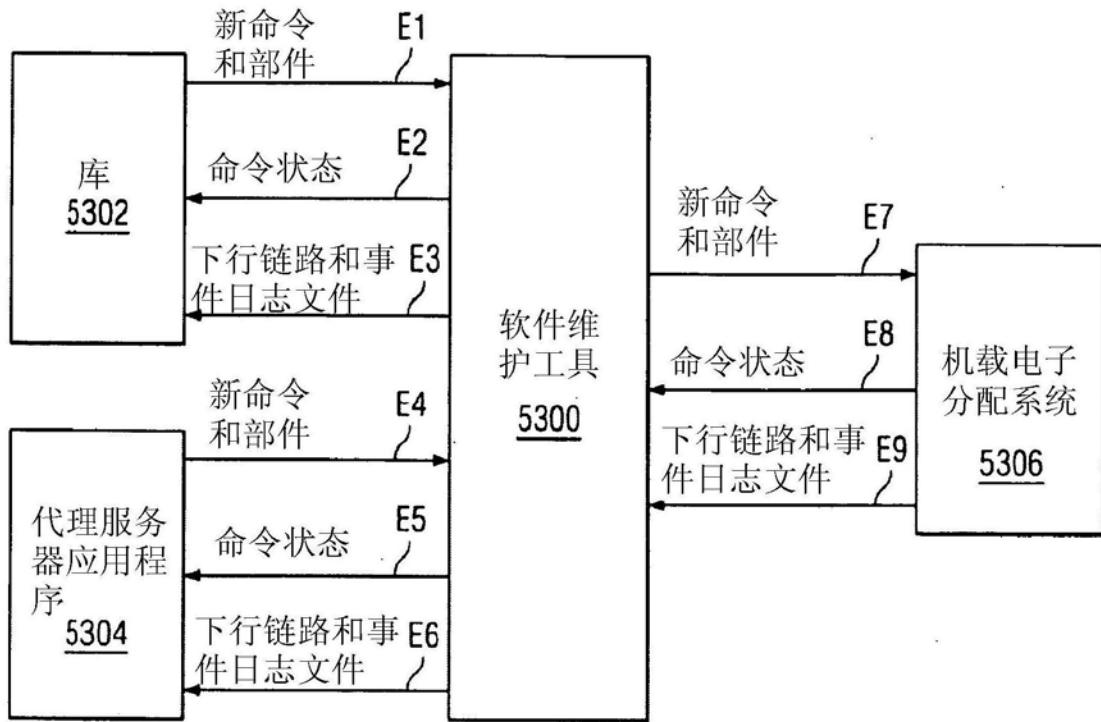 新命令
和部件
E1
命令状态
E2
下行链路和事
件日志文件
E3
库
5302
新命令
和部件
E4
命令状态
E5
下行链路和事
件日志文件
E6
代理服务
器应用程
序
5304
软件维
护工具
5300
新命令
和部件
E7
命令状态
E8
下行链路和事
件日志文件
E9
机载电子
分配系统
5306